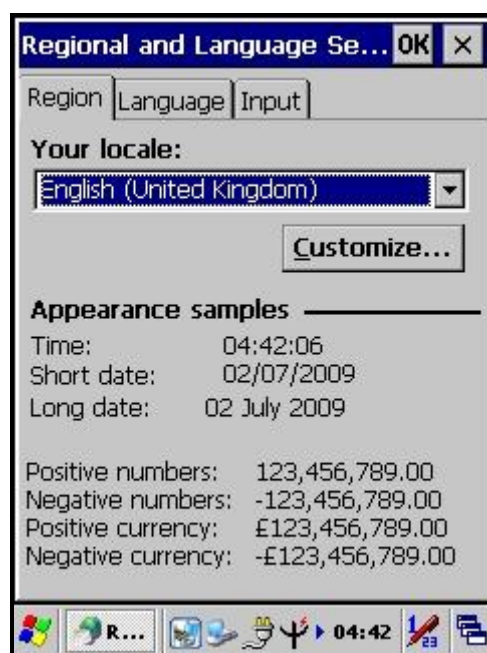 Regional and Language Se... OK ×
Region Language Input
Your locale:
English (United Kingdom)
Customize...
Appearance samples
Time: 04:42:06
Short date: 02/07/2009
Long date: 02 July 2009
Positive numbers: 123,456,789.00
Negative numbers: -123,456,789.00
Positive currency: £123,456,789.00
Negative currency: -£123,456,789.00
R... 04:42 23